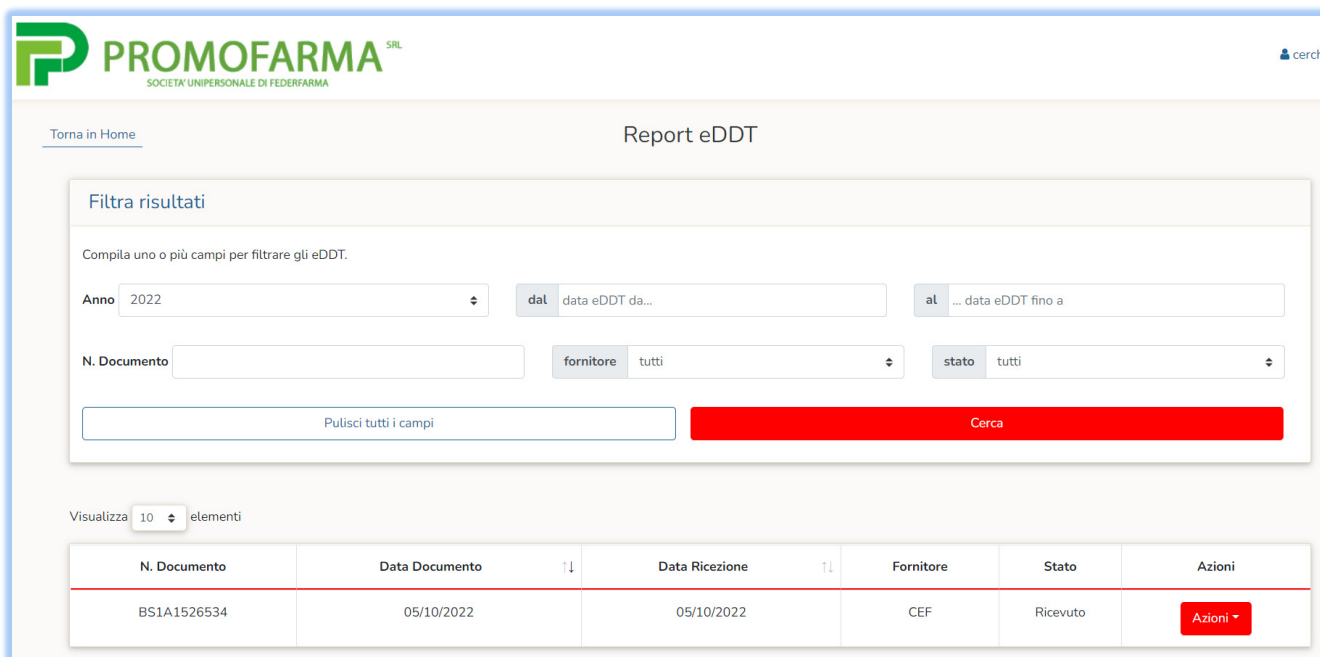 PROMOFARMA SRL
SOCIETA' UNIPERSONALE DI FEDERFARMA
cerch
Torna in Home
Report eDDT
Filtra risultati
Compila uno o più campi per filtrare gli eDDT.
Anno 2022 dal data eDDT da... al ... data eDDT fino a
N. Documento fornitore tutti stato tutti
Pulisci tutti i campi Cerca
Visualizza 10 elementi
N. Documento Data Documento Data Ricezione Fornitore Stato Azioni
BS1A1526534 05/10/2022 05/10/2022 CEF Ricevuto Azioni